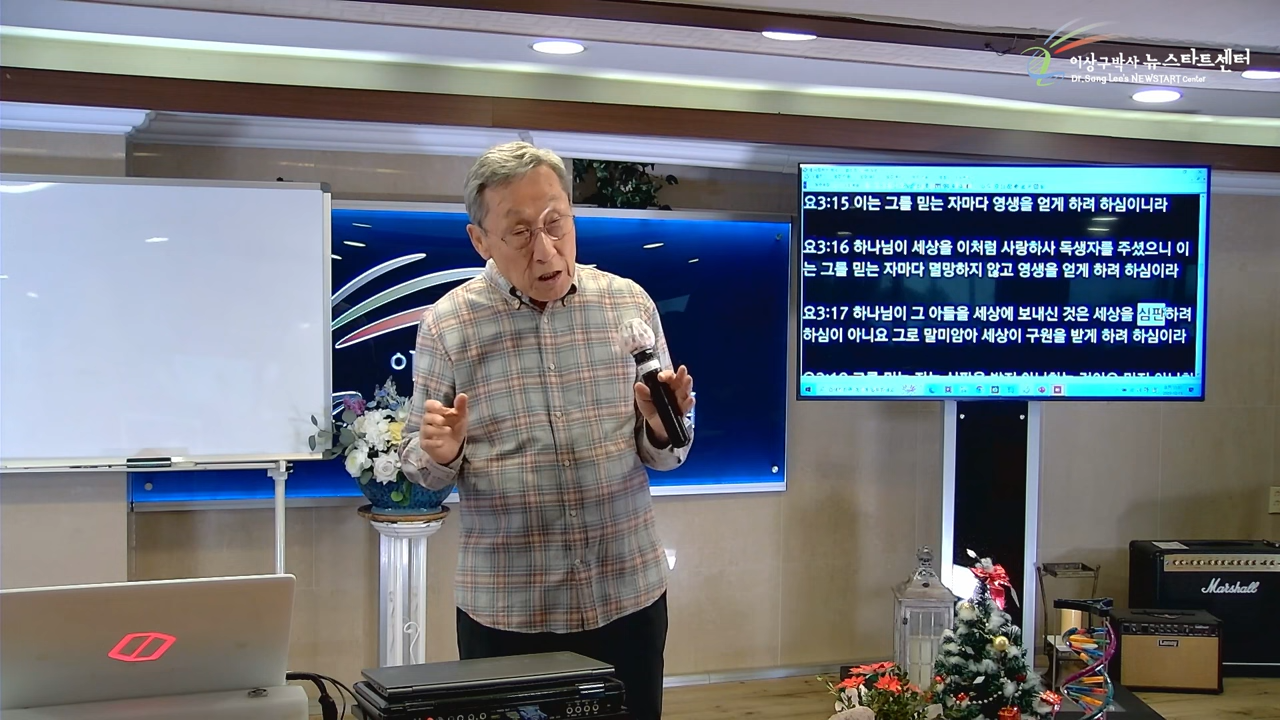 이상구박사 뉴스타트센터
Dr.Sang Lee's NEWSTART Center
요3:15 이는 그를 믿는 자마다 영생을 얻게 하려 하심이니라
요3:16 하나님이 세상을 이처럼 사랑하사 독생자를 주셨으니 이
는 그를 믿는 자마다 멸망하지 않고 영생을 얻게 하려 하심이라
요3:17 하나님이 그 아들을 세상에 보내신 것은 세상을 심판하려
하심이 아니요 그로 말미암아 세상이 구원을 받게 하려 하심이라
Marshall
Laney